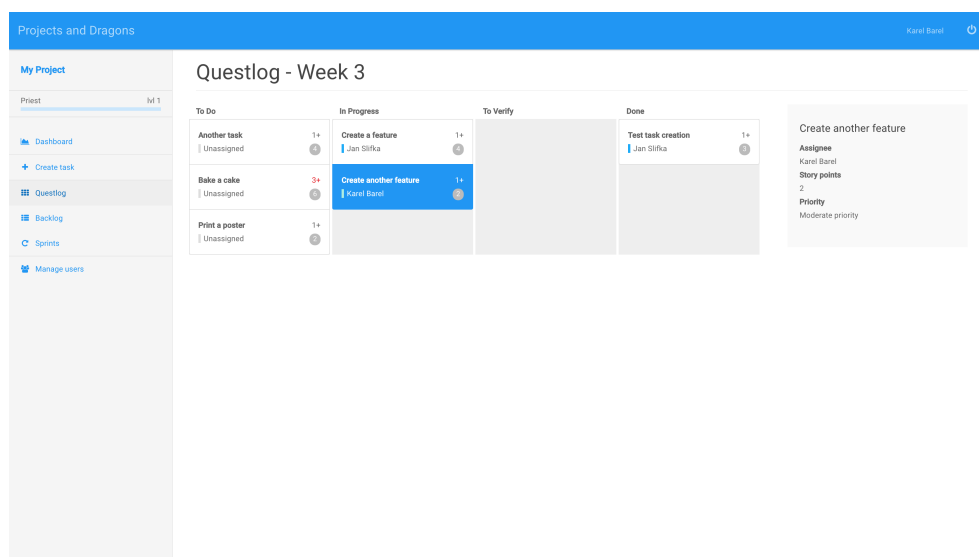 Projects and Dragons
Karel Barel
My Project
Priest lvl 1
Dashboard
Create task
Questlog
Backlog
Sprints
Manage users
Questlog - Week 3
To Do In Progress To Verify Done
Another task 1+
Unassigned 4
Bake a cake 3+
Unassigned 6
Print a poster 1+
Unassigned 2
Create a feature 1+
Jan Slifka 4
Create another feature 1+
Karel Barel 2
Test task creation 1+
Jan Slifka 3
Create another feature
Assignee
Karel Barel
Story points
2
Priority
Moderate priority